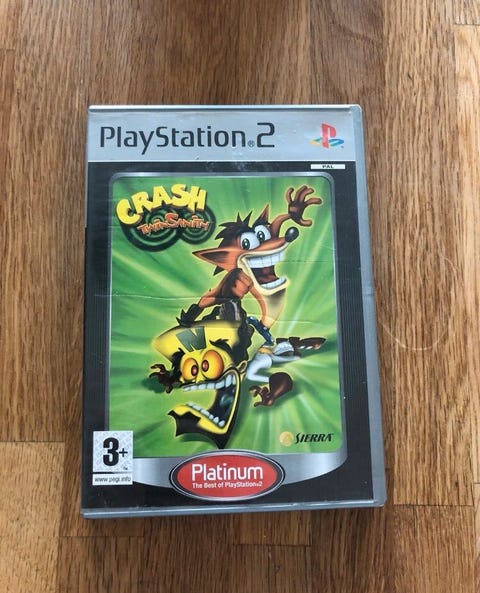 PlayStation®2
PAL
CRASH
TWINSANITY
SIERRA
3+
www.pegi.info
Platinum
The Best of PlayStation®2